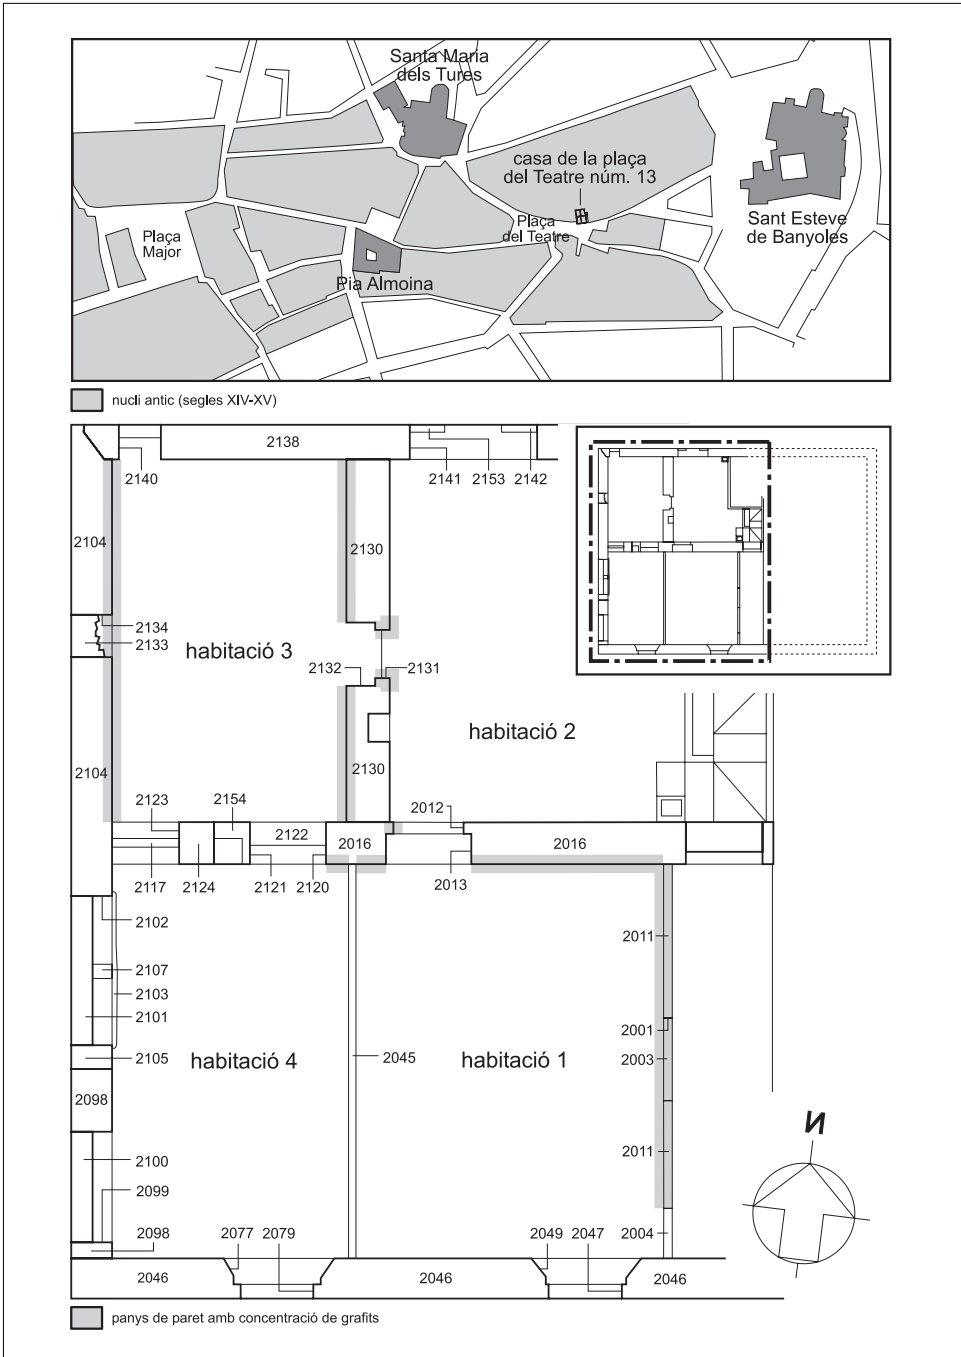 Santa Maria
dels Tures
casa de la plaça
del Teatre núm. 13
Plaça
del Teatre
Sant Esteve
de Banyoles
Plaça
Major
Pia Almoina
nucli antic (segles XIV-XV)
2138
2140
2141
2153
2142
2104
2130
2134
2133
habitació 3
2132
2131
habitació 2
2104
2130
2123
2154
2012
2122
2016
2016
2117
2124
2121
2120
2013
2102
2011
2107
2103
2101
2001
2105
habitació 4
2045
habitació 1
2003
2098
2100
2011
2099
2098
2077
2079
2049
2047
2004
2046
2046
2046
N
panys de paret amb concentració de grafits